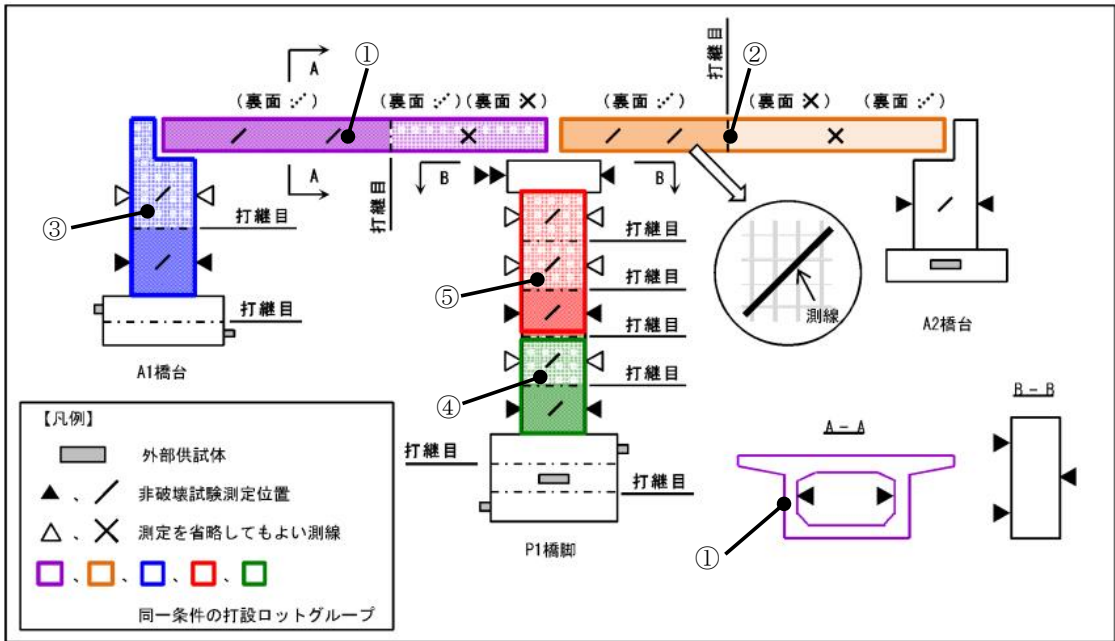 ①
②
打継目
A
(裏面 ) (裏面 )(裏面 ) (裏面 ) (裏面 ) (裏面 )
A
B
B
打継目
③
打継目
打継目
打継目
⑤
打継目
測線
A2橋台
打継目
A1橋台
打継目
④
B-B
【凡例】
外部供試体
▲、／ 非破壊試験測定位置
△、✕ 測定を省略してもよい測線
、 、 、 、
同一条件の打設ロットグループ
打継目
打継目
P1橋脚
A-A
①